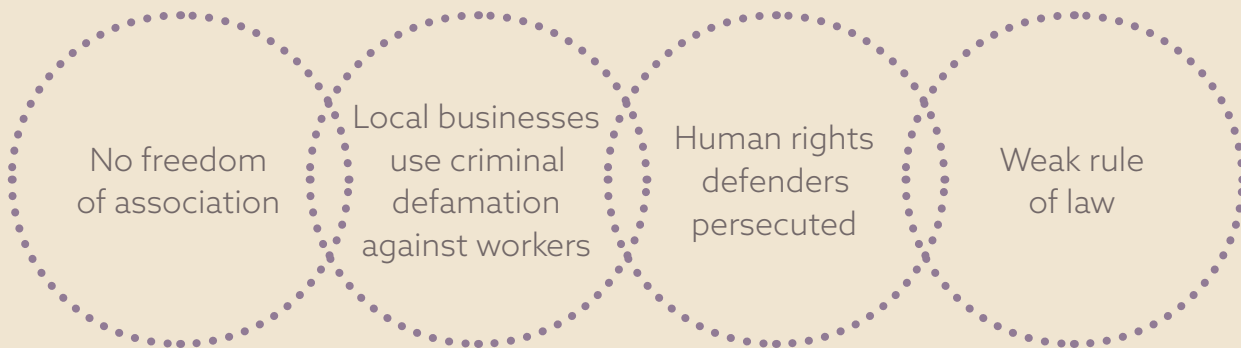 No freedom
of association
Local businesses
use criminal
defamation
against workers
Human rights
defenders
persecuted
Weak rule
of law